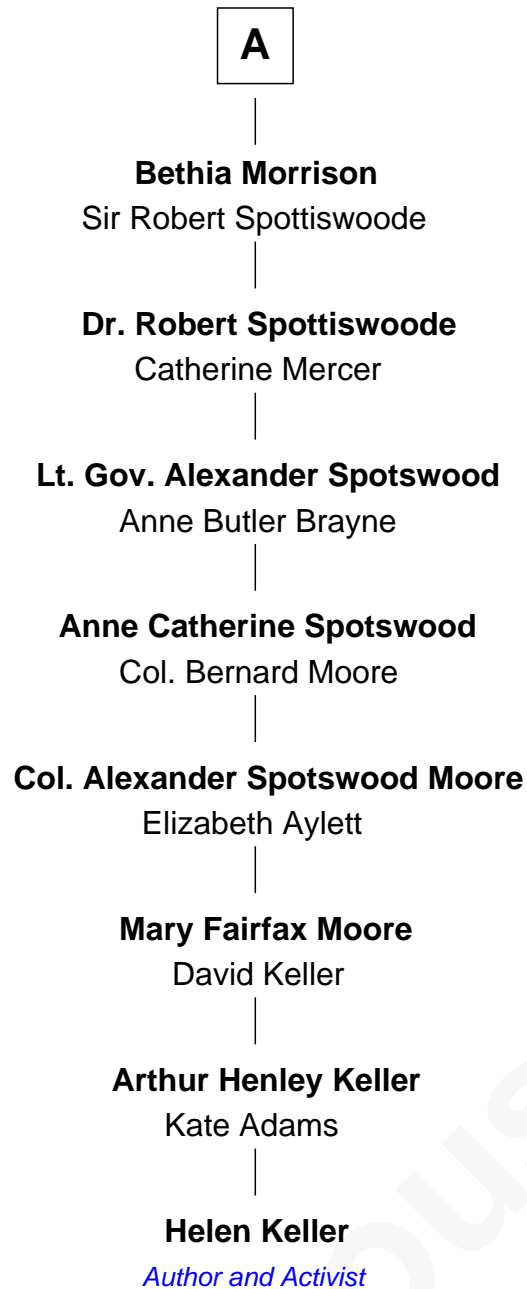 A
Bethia Morrison
Sir Robert Spottiswoode
Dr. Robert Spottiswoode
Catherine Mercer
Lt. Gov. Alexander Spotswood
Anne Butler Brayne
Anne Catherine Spotswood
Col. Bernard Moore
Col. Alexander Spotswood Moore
Elizabeth Aylett
Mary Fairfax Moore
David Keller
Arthur Henley Keller
Kate Adams
Helen Keller
Author and Activist